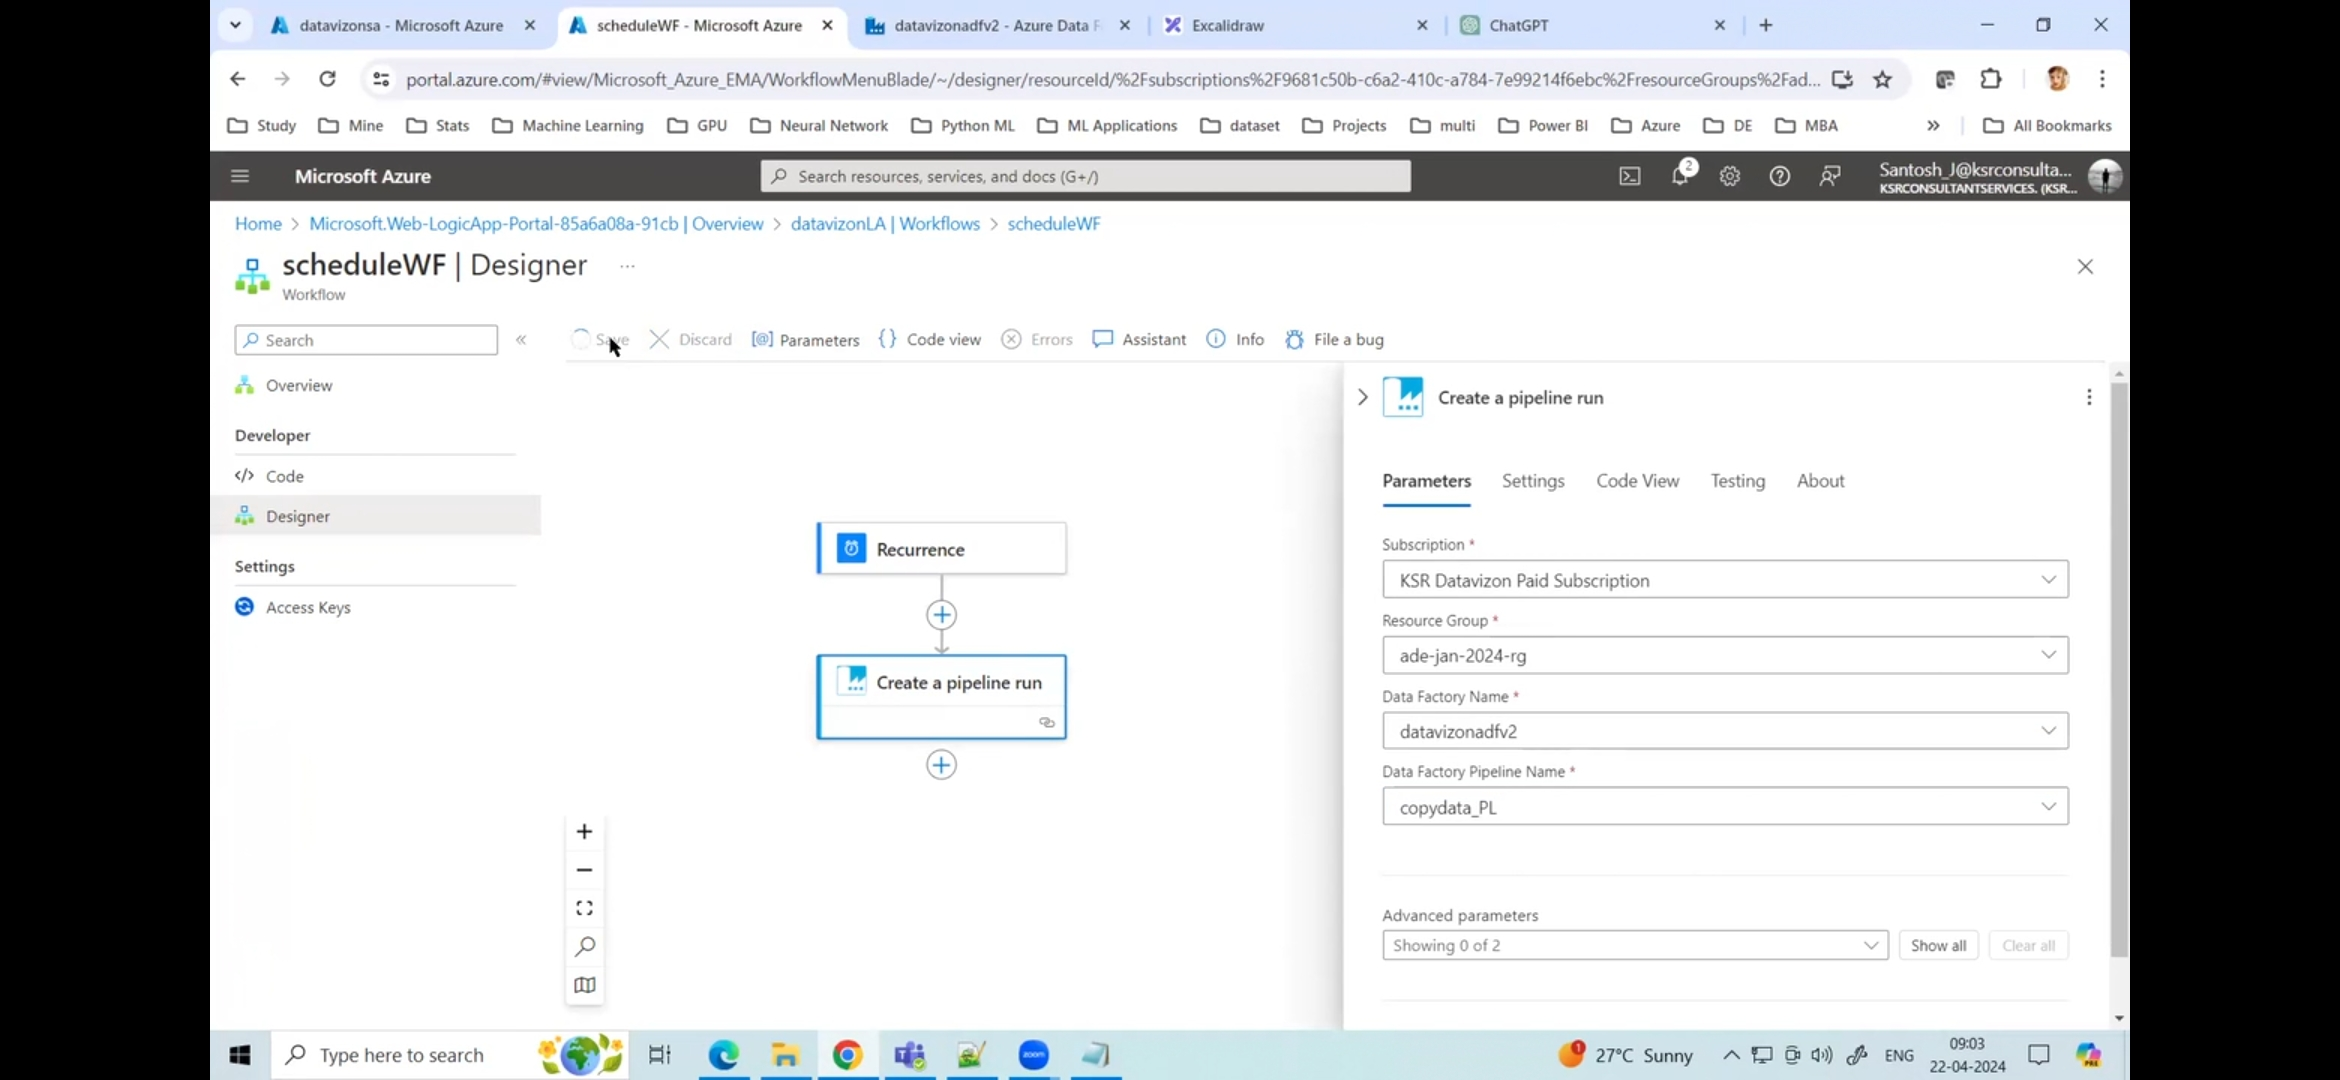 datavizonsa - Microsoft Azure
scheduleWF - Microsoft Azure
datavizonadfv2 - Azure Data F
Excalidraw
ChatGPT
portal.azure.com/#view/Microsoft_Azure_EMA/WorkflowMenuBlade/~/designer/resourceId/%2Fsubscriptions%2F9681c50b-c6a2-410c-a784-7e99214f6ebc%2FresourceGroups%2Fad...
Study
Mine
Stats
Machine Learning
GPU
Neural Network
Python ML
ML Applications
dataset
Projects
multi
Power BI
Azure
DE
MBA
All Bookmarks
Microsoft Azure
Search resources, services, and docs (G+/)
2
Santosh_J@ksrconsulta...
KSRCONSULTANTSERVICES. (KSR...
Home > Microsoft.Web-LogicApp-Portal-85a6a08a-91cb | Overview > datavizonLA | Workflows > scheduleWF
scheduleWF | Designer ...
Workflow
Search
Save
Discard
Parameters
Code view
Errors
Assistant
Info
File a bug
Overview
Developer
Code
Designer
Settings
Access Keys
Recurrence
Create a pipeline run
Create a pipeline run
Parameters
Settings
Code View
Testing
About
Subscription *
KSR Datavizon Paid Subscription
Resource Group *
ade-jan-2024-rg
Data Factory Name *
datavizonadfv2
Data Factory Pipeline Name *
copydata_PL
Advanced parameters
Showing 0 of 2
Show all
Clear all
Type here to search
zoom
1
27°C Sunny
ENG
09:03
22-04-2024
PRE